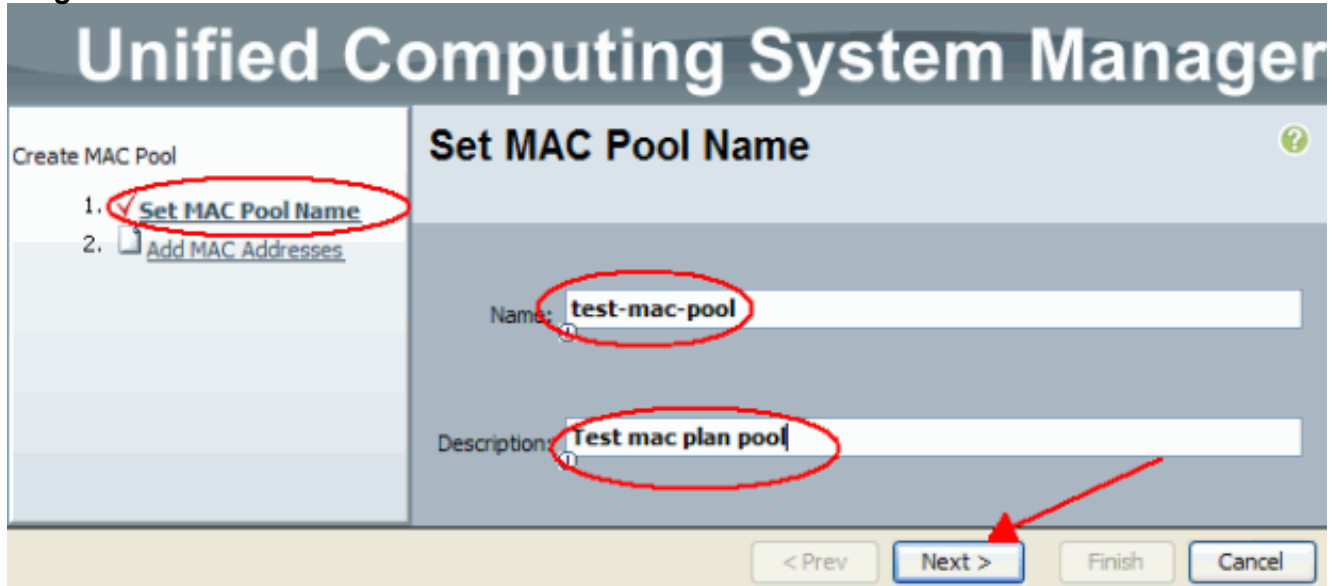 Unified Computing System Manager
Create MAC Pool
1. Set MAC Pool Name
2. Add MAC Addresses
Set MAC Pool Name
?
Name: test-mac-pool
Description: Test mac plan pool
< Prev
Next >
Finish
Cancel